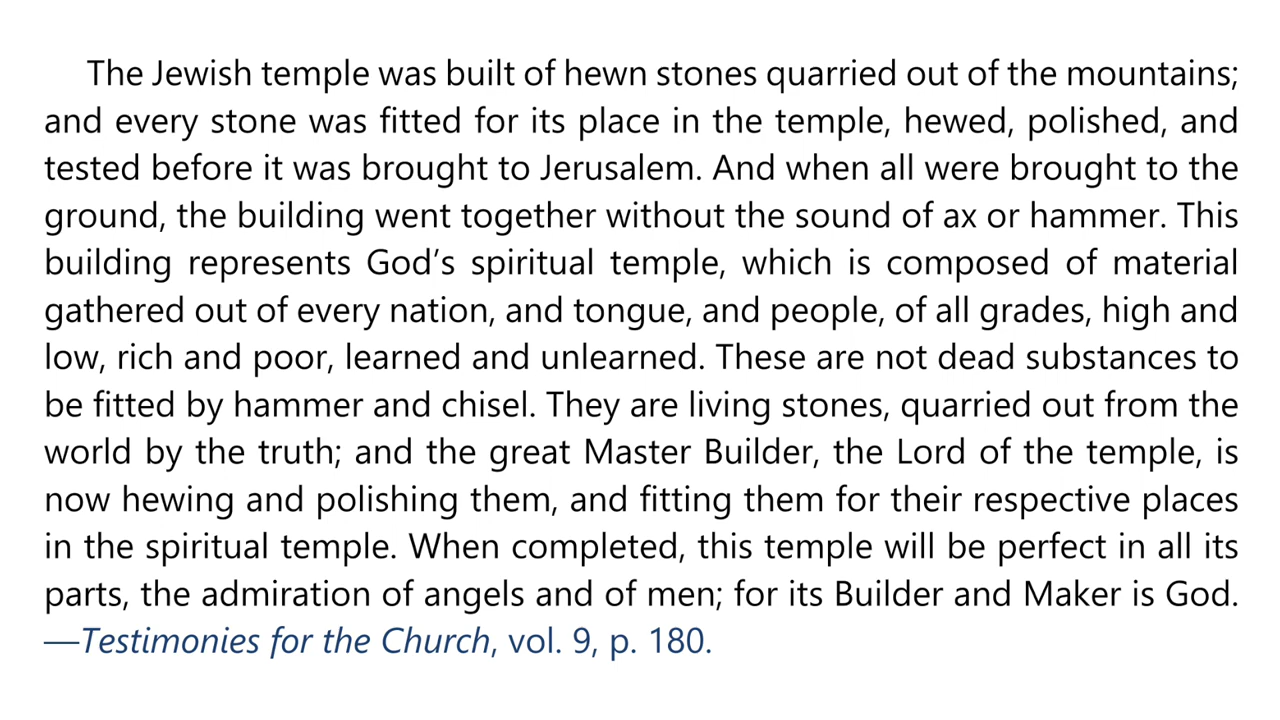 The Jewish temple was built of hewn stones quarried out of the mountains;
and every stone was fitted for its place in the temple, hewed, polished, and
tested before it was brought to Jerusalem. And when all were brought to the
ground, the building went together without the sound of ax or hammer. This
building represents God’s spiritual temple, which is composed of material
gathered out of every nation, and tongue, and people, of all grades, high and
low, rich and poor, learned and unlearned. These are not dead substances to
be fitted by hammer and chisel. They are living stones, quarried out from the
world by the truth; and the great Master Builder, the Lord of the temple, is
now hewing and polishing them, and fitting them for their respective places
in the spiritual temple. When completed, this temple will be perfect in all its
parts, the admiration of angels and of men; for its Builder and Maker is God.
—Testimonies for the Church, vol. 9, p. 180.